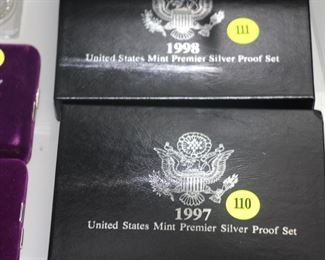 111
1998
United States Mint Premier Silver Proof Set
110
1997
United States Mint Premier Silver Proof Set